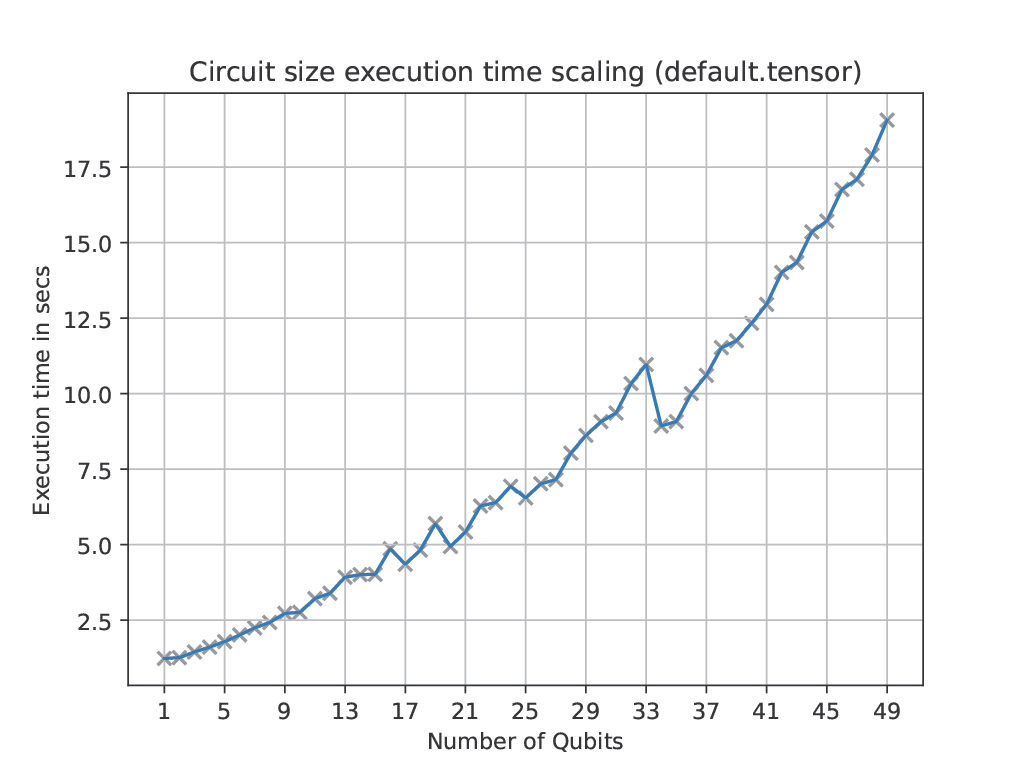 Circuit size execution time scaling (default.tensor)
Execution time in secs
17.5
15.0
12.5
10.0
7.5
5.0
2.5
1 5 9 13 17 21 25 29 33 37 41 45 49
Number of Qubits